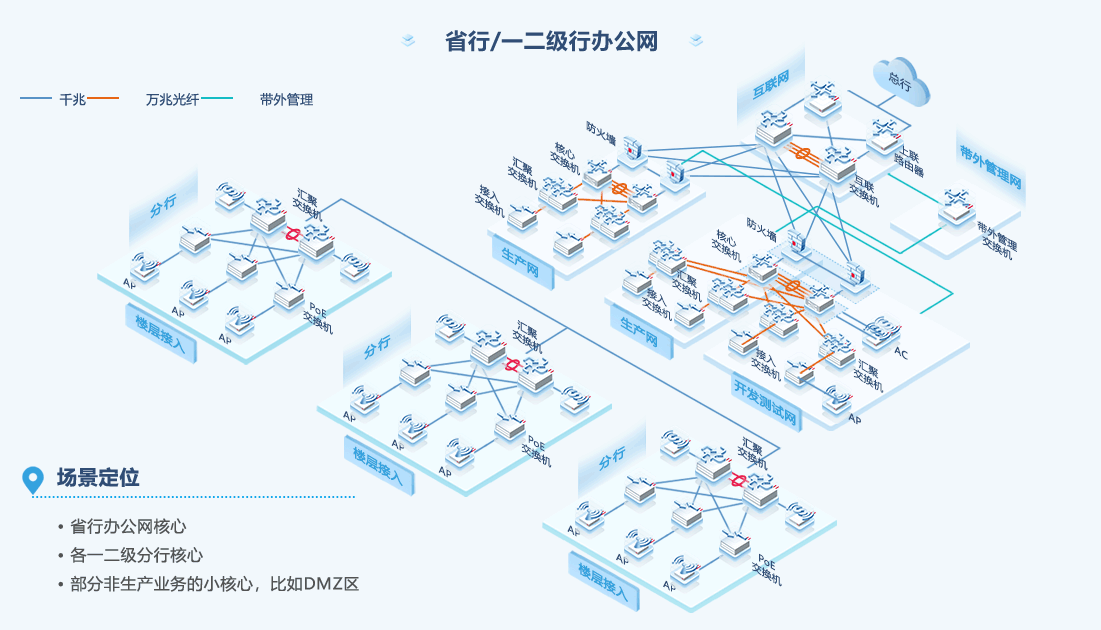 省行/一二级行办公网
千兆
万兆光纤
带外管理
互联网
总行
上联
路由器
互联
交换机
带外管理网
带外管理
交换机
防火墙
核心
交换机
汇聚
交换机
接入
交换机
生产网
防火墙
核心
交换机
汇聚
交换机
接入
交换机
生产网
接入
交换机
汇聚
交换机
AC
AP
开发测试网
分行
汇聚
交换机
AP
AP
AP
PoE
交换机
楼层接入
分行
汇聚
交换机
AP
AP
AP
PoE
交换机
楼层接入
分行
汇聚
交换机
AP
AP
AP
PoE
交换机
楼层接入
场景定位
• 省行办公网核心
• 各一二级分行核心
• 部分非生产业务的小核心，比如DMZ区